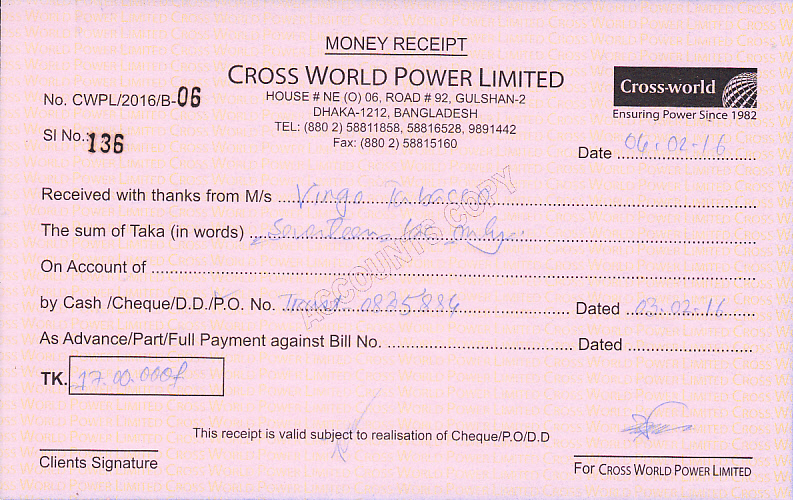 MONEY RECEIPT
CROSS WORLD POWER LIMITED
HOUSE # NE (O) 06, ROAD # 92, GULSHAN-2
DHAKA-1212, BANGLADESH
TEL: (880 2) 58811858, 58816528, 9891442
Fax: (880 2) 58815160
Cross-world
Ensuring Power Since 1982
No. CWPL/2016/B-06
SI No.: 136
Date 04.02-16
Received with thanks from M/s Virgo Tobacco
The sum of Taka (in words) Seventeen lac only.
On Account of
by Cash /Cheque/D.D./P.O. No. Trust- 0835884 Dated 03.02-16
As Advance/Part/Full Payment against Bill No. Dated
TK. 17.00.000/
ACCOUNTS COPY
This receipt is valid subject to realisation of Cheque/P.O/D.D
Clients Signature
For CROSS WORLD POWER LIMITED